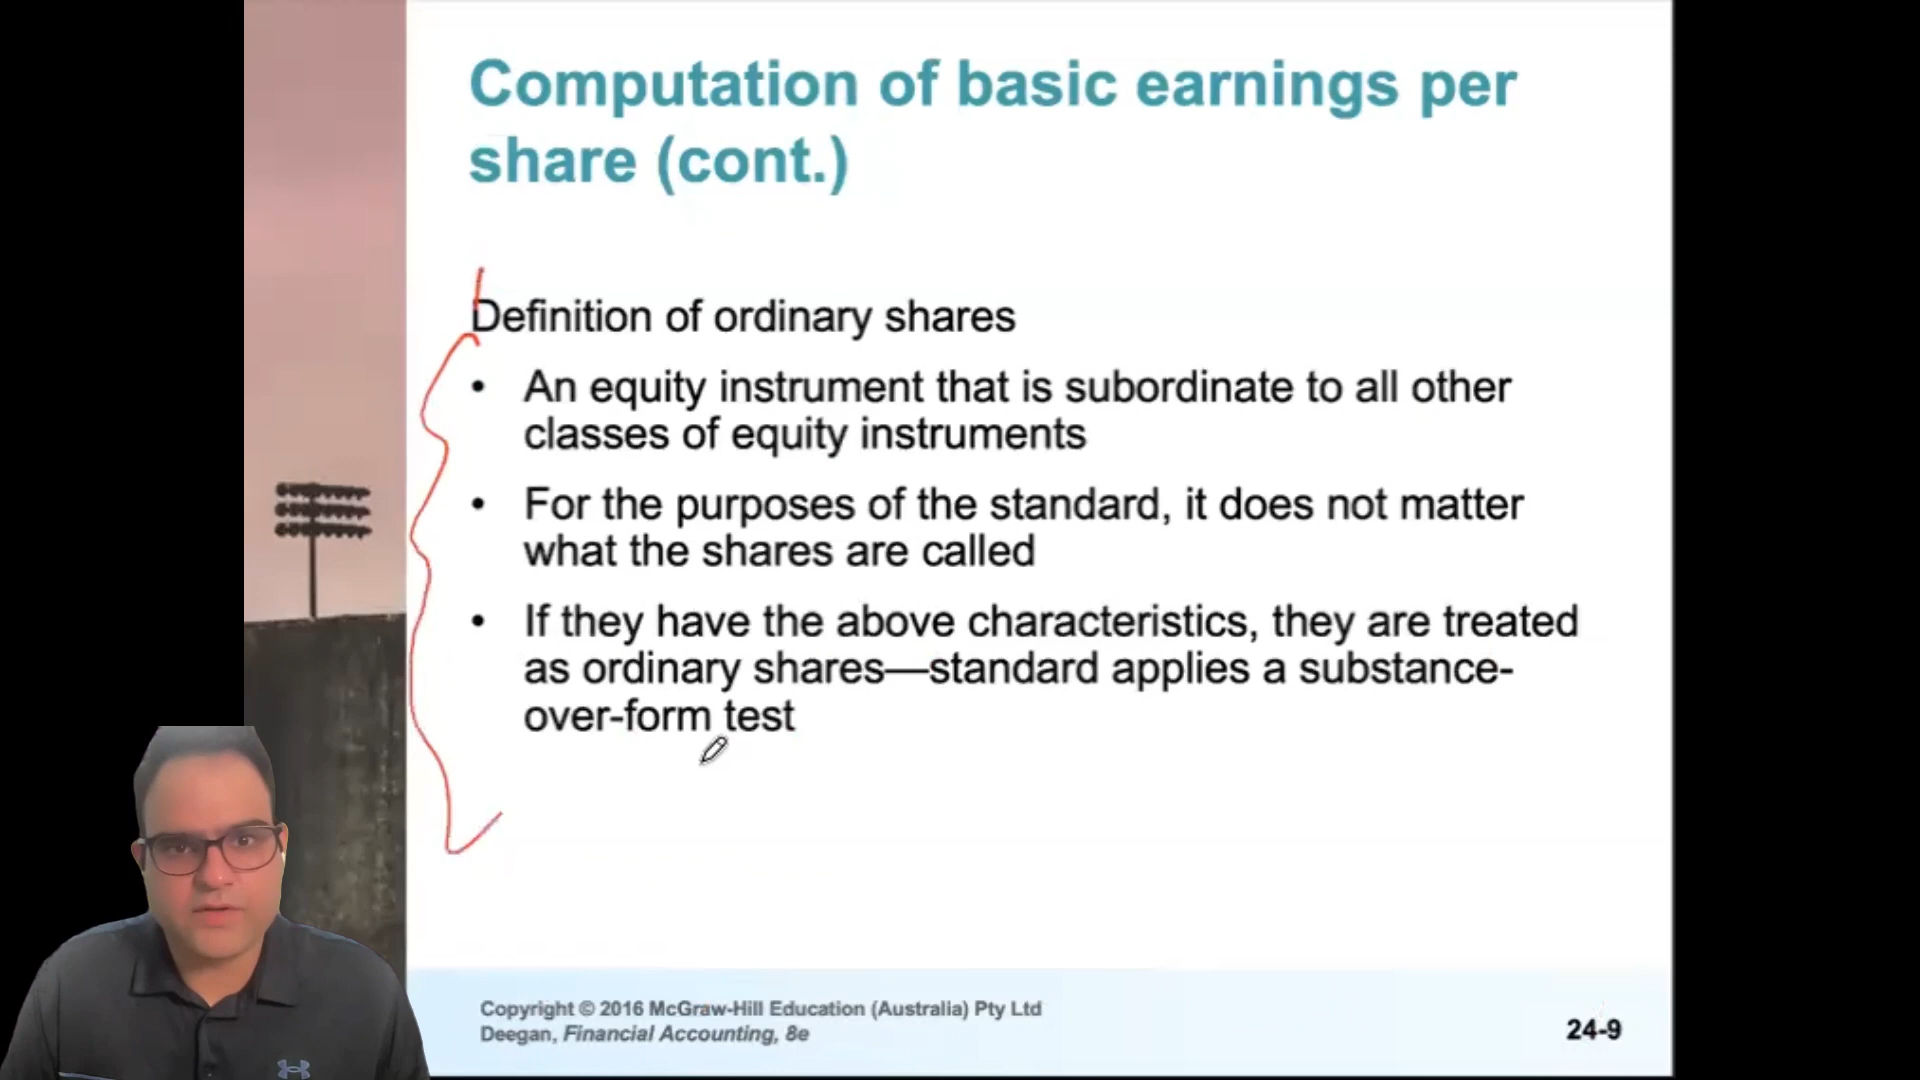 Computation of basic earnings per
share (cont.)
Definition of ordinary shares
• An equity instrument that is subordinate to all other
classes of equity instruments
• For the purposes of the standard, it does not matter
what the shares are called
• If they have the above characteristics, they are treated
as ordinary shares—standard applies a substance-
over-form test
Copyright © 2016 McGraw-Hill Education (Australia) Pty Ltd
Deegan, Financial Accounting, 8e
24-9